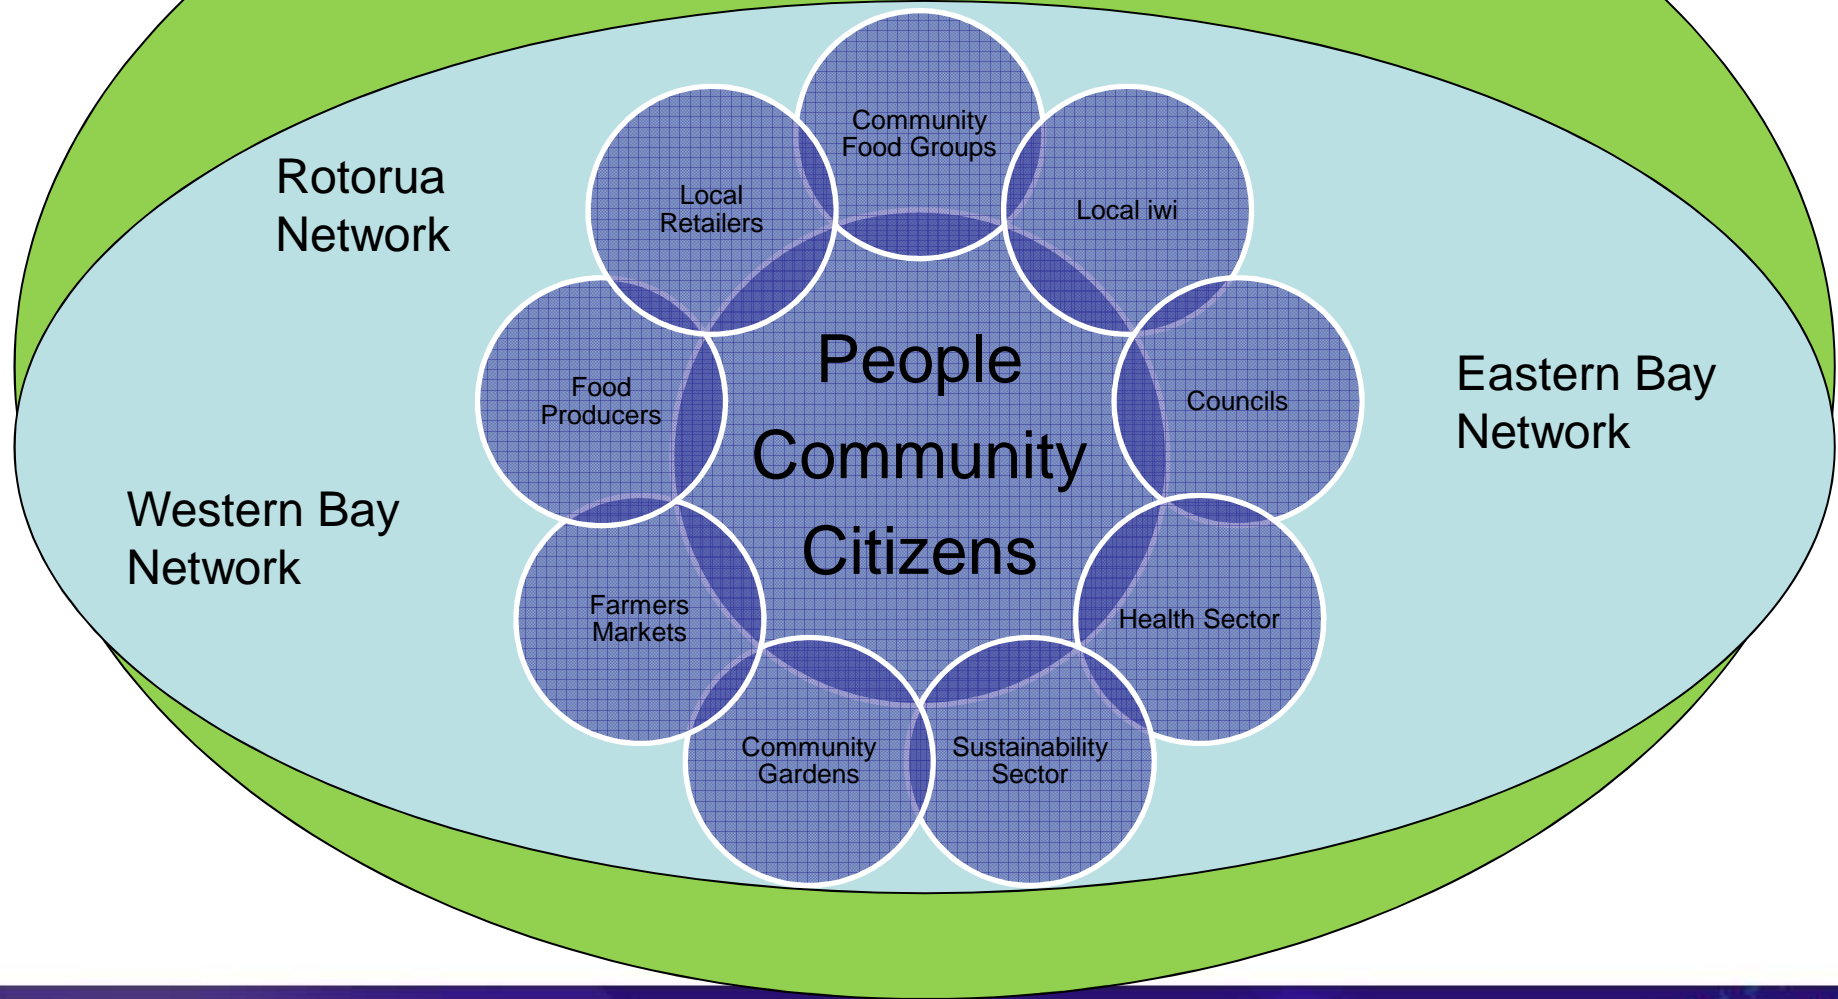 Community
Food Groups
Local
Retailers
Local iwi
Rotorua
Network
Food
Producers
People
Community
Citizens
Councils
Eastern Bay
Network
Western Bay
Network
Farmers
Markets
Health Sector
Community
Gardens
Sustainability
Sector